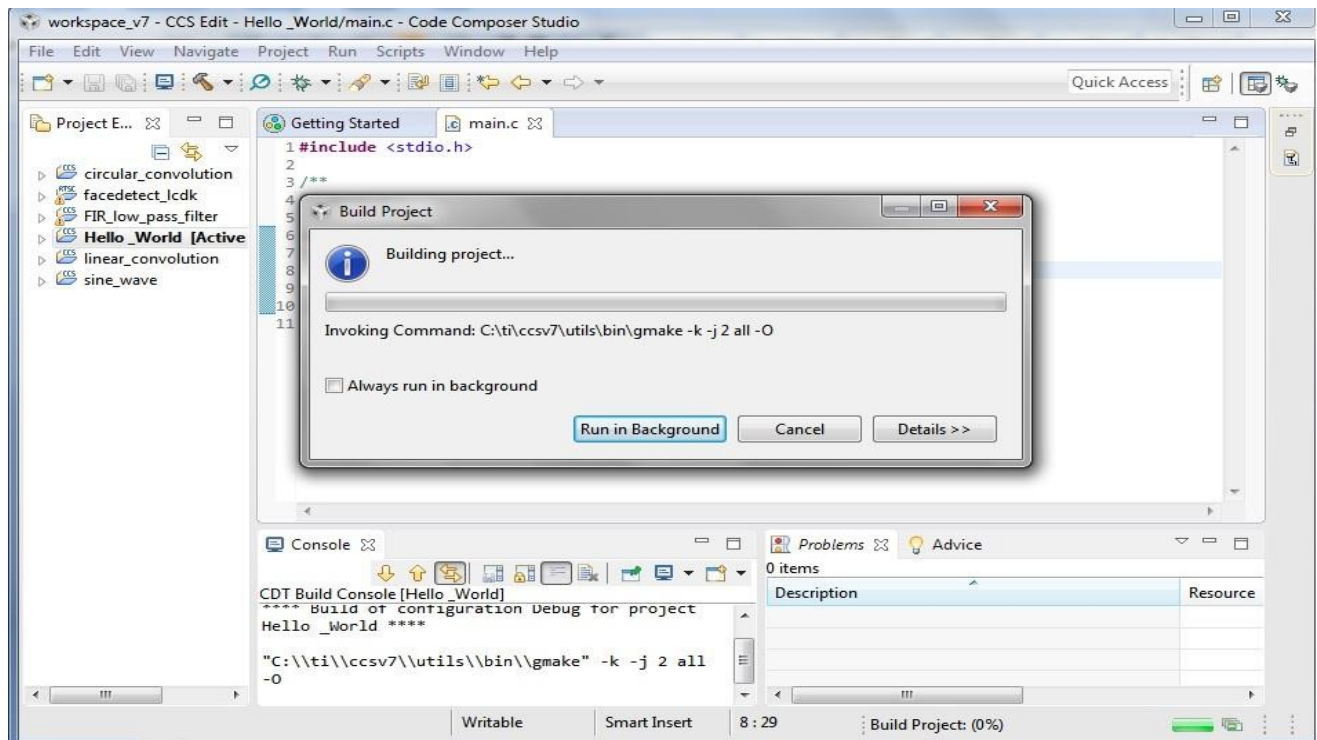 workspace_v7 - CCS Edit - Hello _World/main.c - Code Composer Studio
File Edit View Navigate Project Run Scripts Window Help
Quick Access
Project E...
Getting Started
main.c
circular_convolution
facedetect_lcdk
FIR_low_pass_filter
Hello _World [Active
linear_convolution
sine_wave
1 #include <stdio.h>
2
3 /**
4
5
6
7
8
9
10
11
Build Project
Building project...
Invoking Command: C:\ti\ccsv7\utils\bin\gmake -k -j 2 all -O
Always run in background
Run in Background
Cancel
Details >>
Console
CDT Build Console [Hello _World]
**** Build of configuration Debug for project
Hello _World ****
"C:\\ti\\ccsv7\\utils\\bin\\gmake" -k -j 2 all
-O
Problems
Advice
0 items
Description
Resource
Writable
Smart Insert
8 : 29
Build Project: (0%)